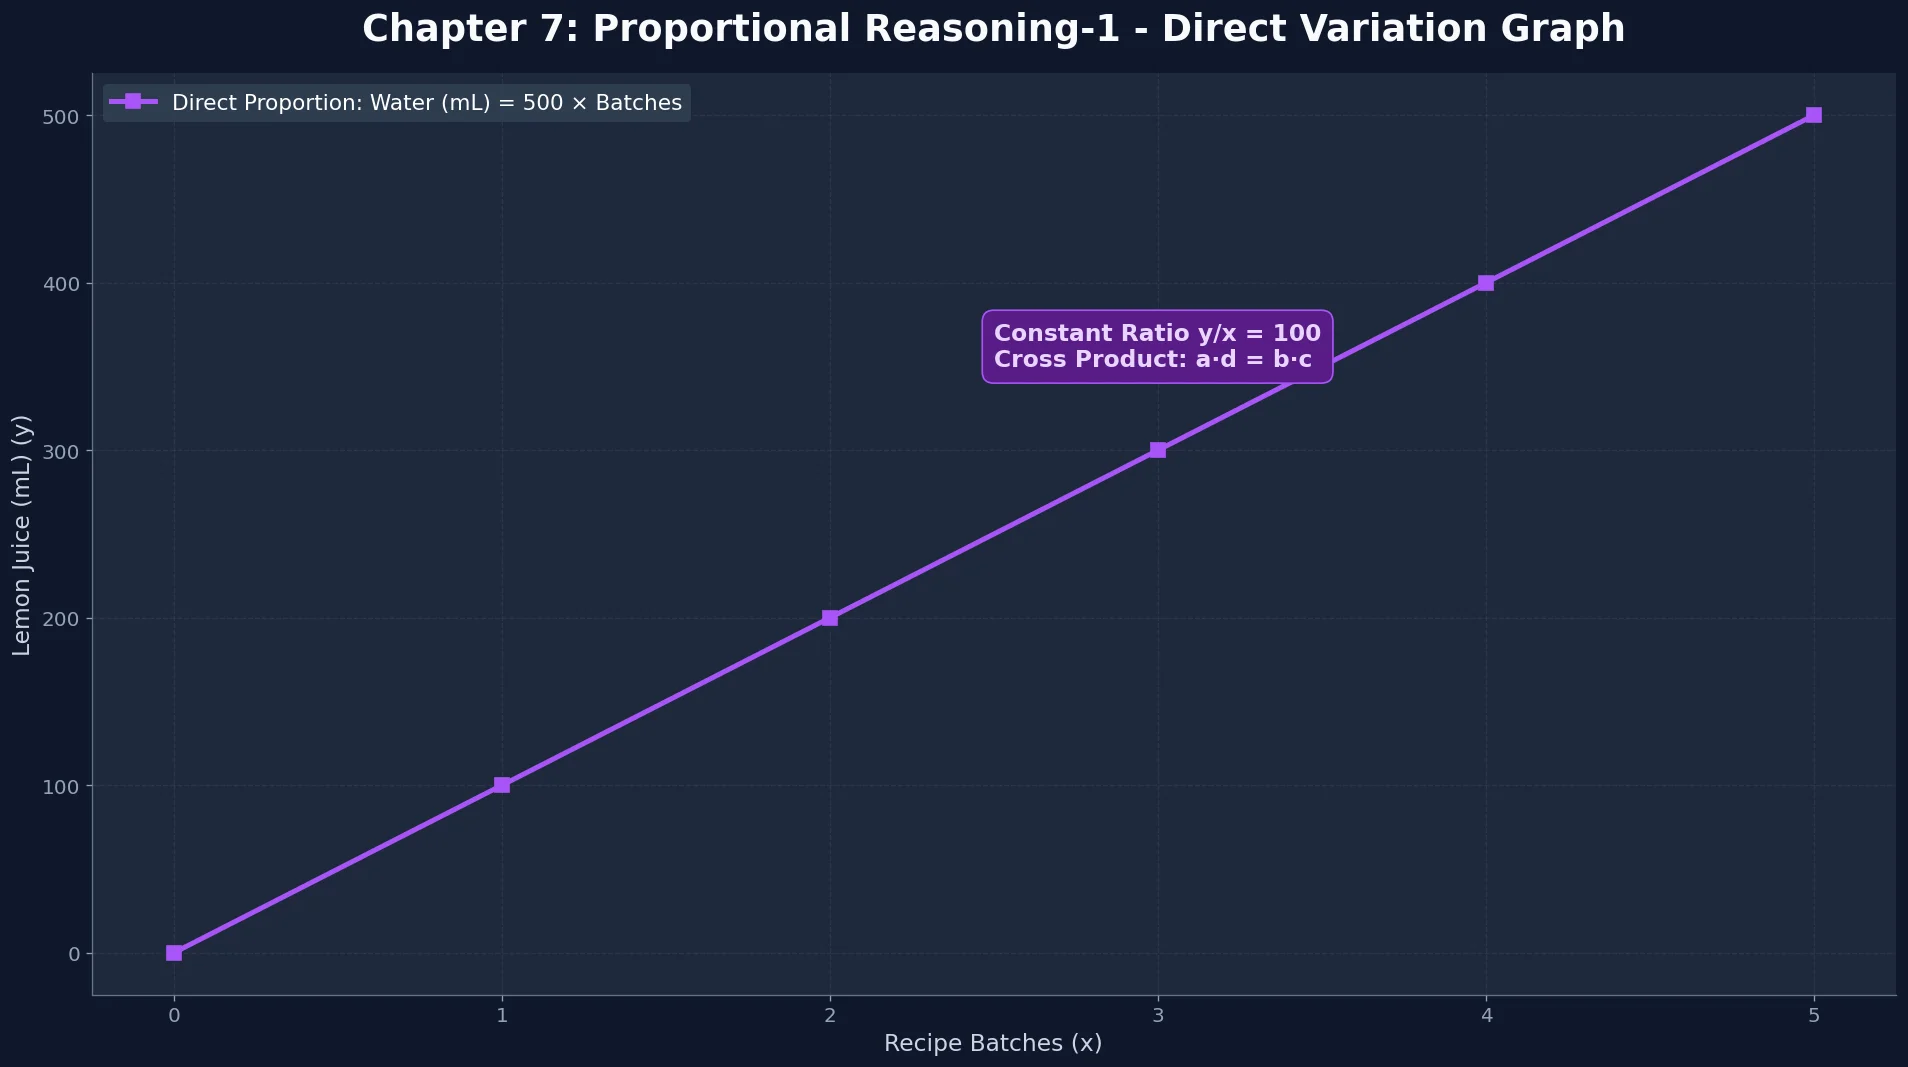 Chapter 7: Proportional Reasoning-1 - Direct Variation Graph
Direct Proportion: Water (mL) = 500 × Batches
500
400
300
200
100
0
Constant Ratio y/x = 100
Cross Product: a·d = b·c
Lemon Juice (mL) (y)
0 1 2 3 4 5
Recipe Batches (x)